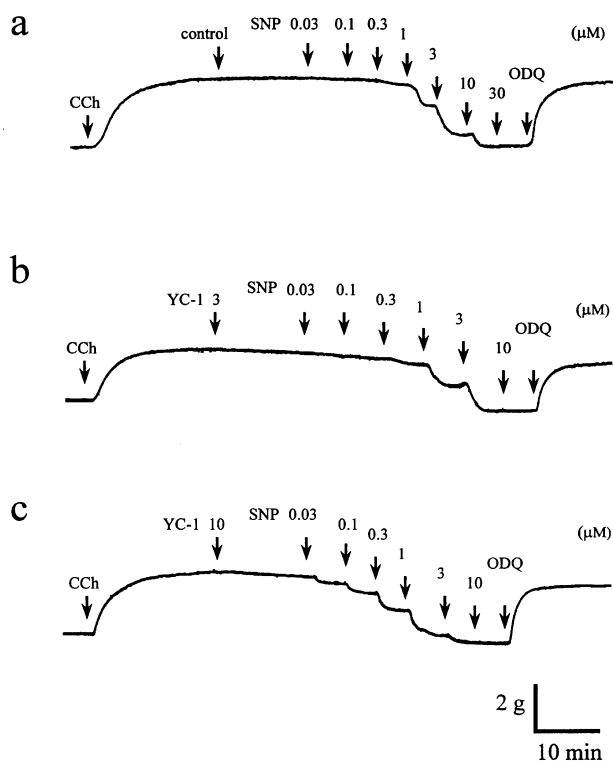 a
control SNP 0.03 0.1 0.3 1 3 10 30 ODQ (μM)
CCh
b
YC-1 3 SNP 0.03 0.1 0.3 1 3 10 ODQ (μM)
CCh
c
YC-1 10 SNP 0.03 0.1 0.3 1 3 10 ODQ (μM)
CCh
2 g
10 min